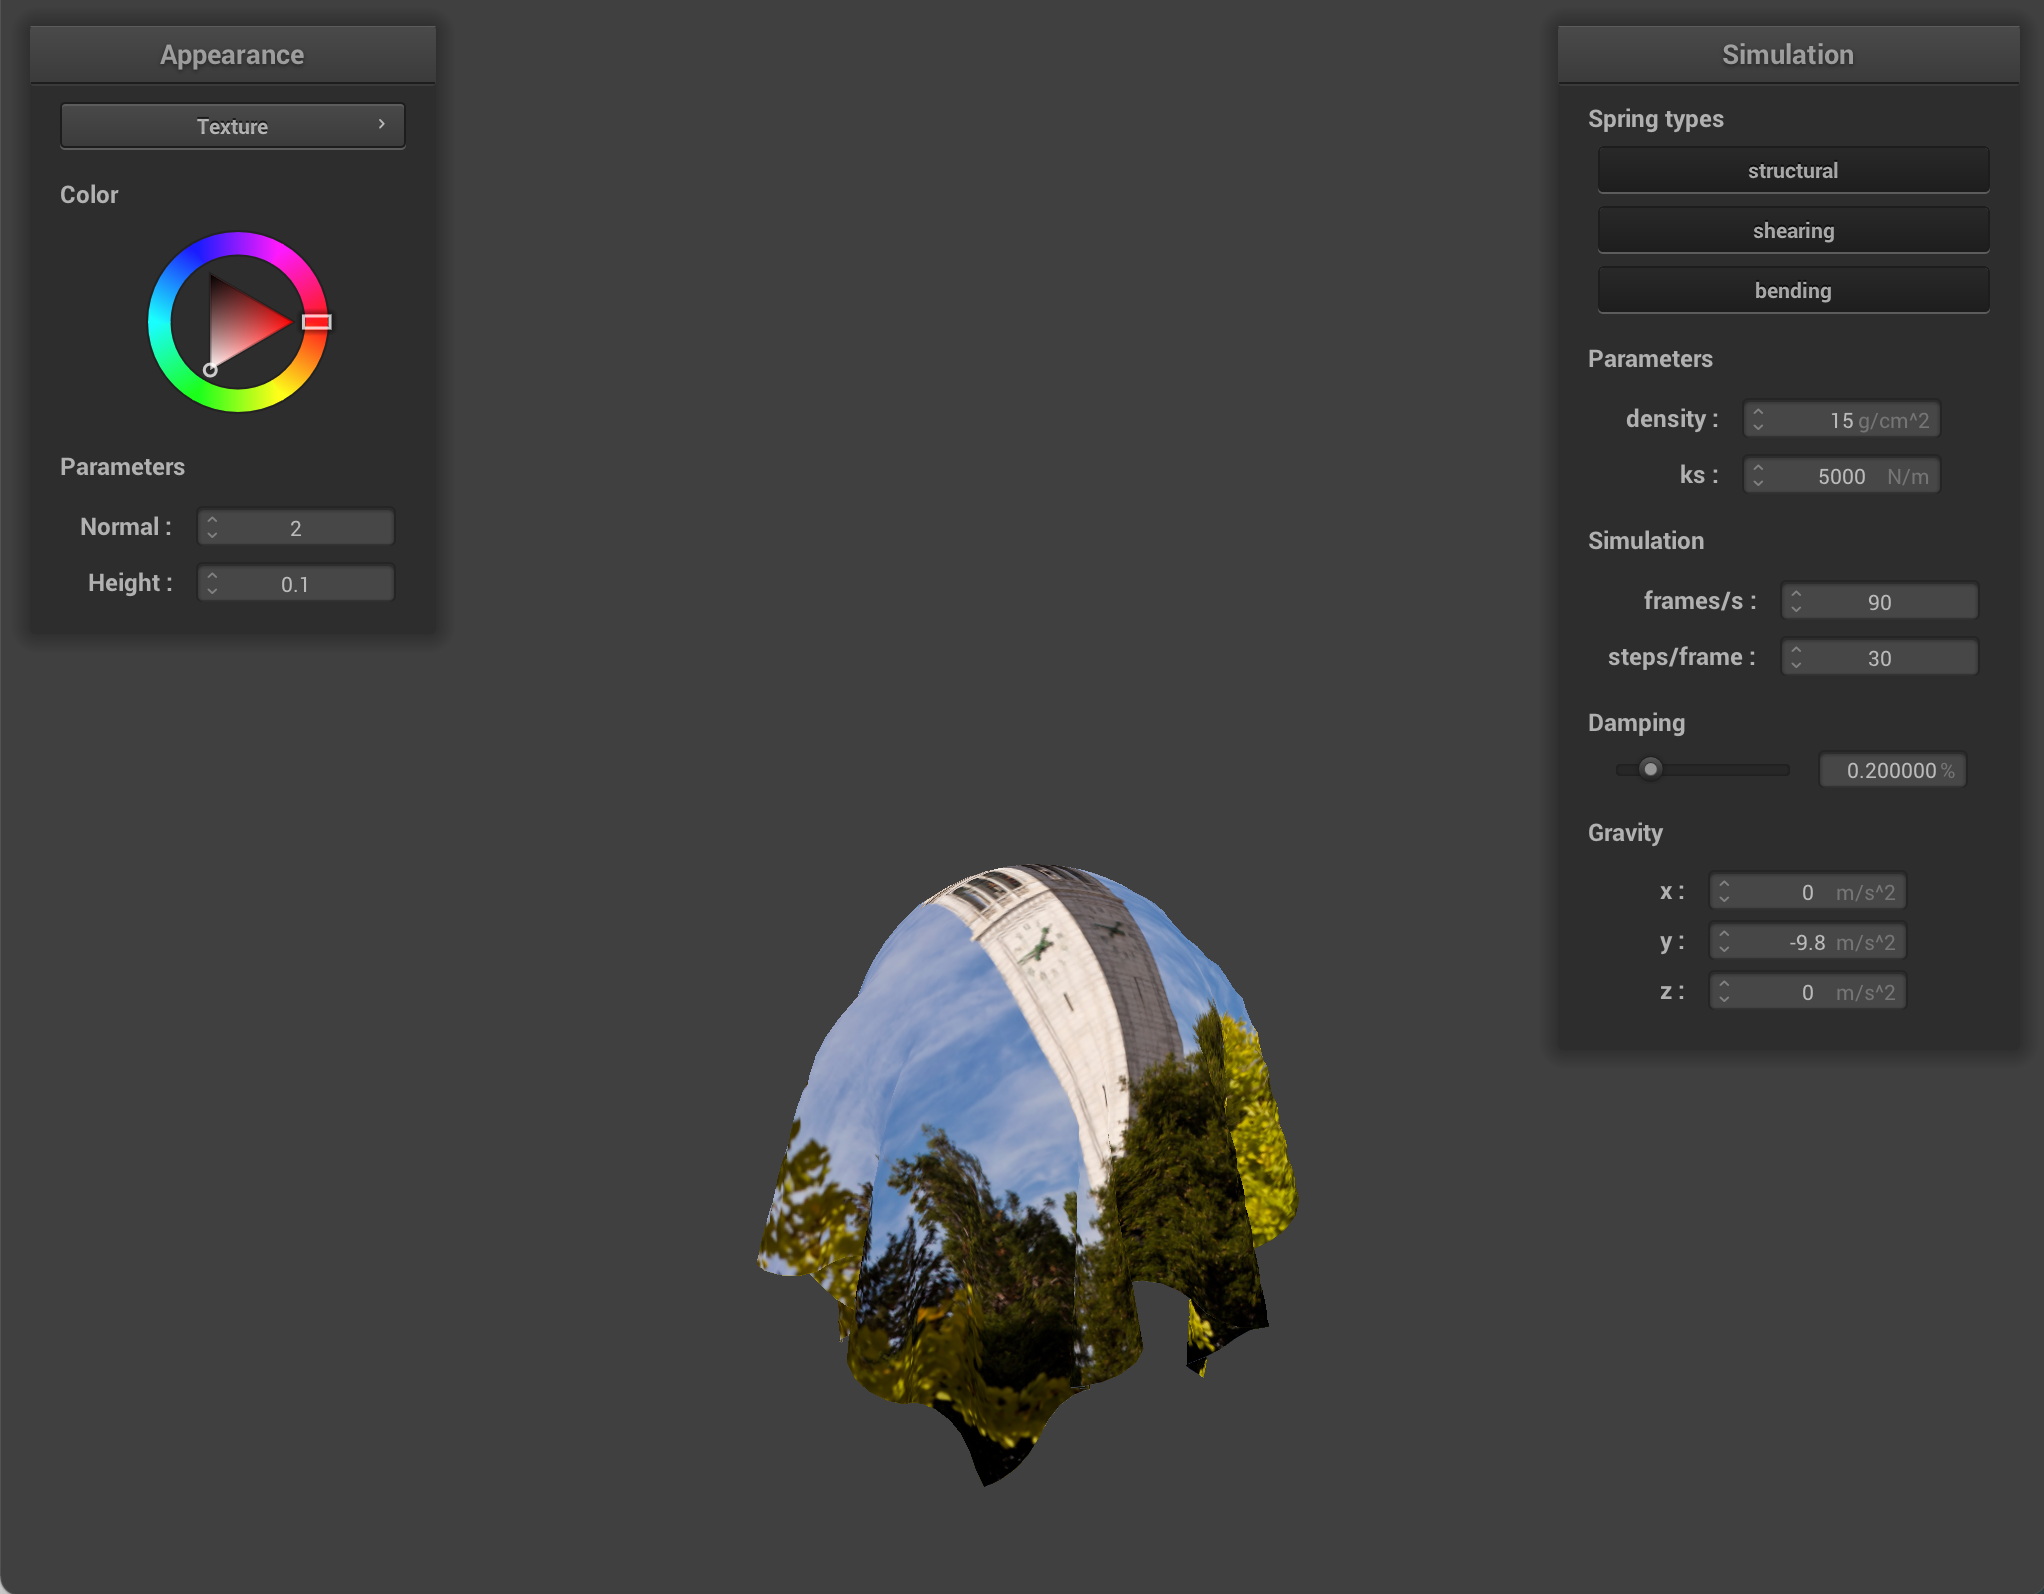 Appearance
Texture
Color
Parameters
Normal : 2
Height : 0.1
Simulation
Spring types
structural
shearing
bending
Parameters
density : 15 g/cm^2
ks : 5000 N/m
Simulation
frames/s : 90
steps/frame : 30
Damping
0.200000 %
Gravity
x : 0 m/s^2
y : -9.8 m/s^2
z : 0 m/s^2